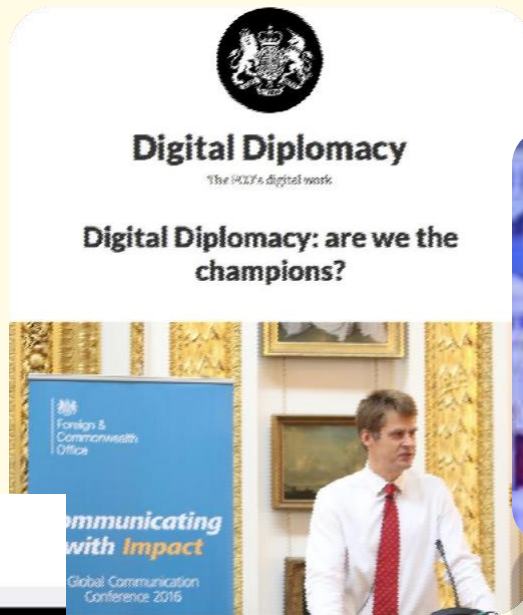 Digital Diplomacy
The FCO's digital work
Digital Diplomacy: are we the
champions?
Foreign &
Commonwealth
Office
ommunicating
with Impact
Global Communication
Conference 2016